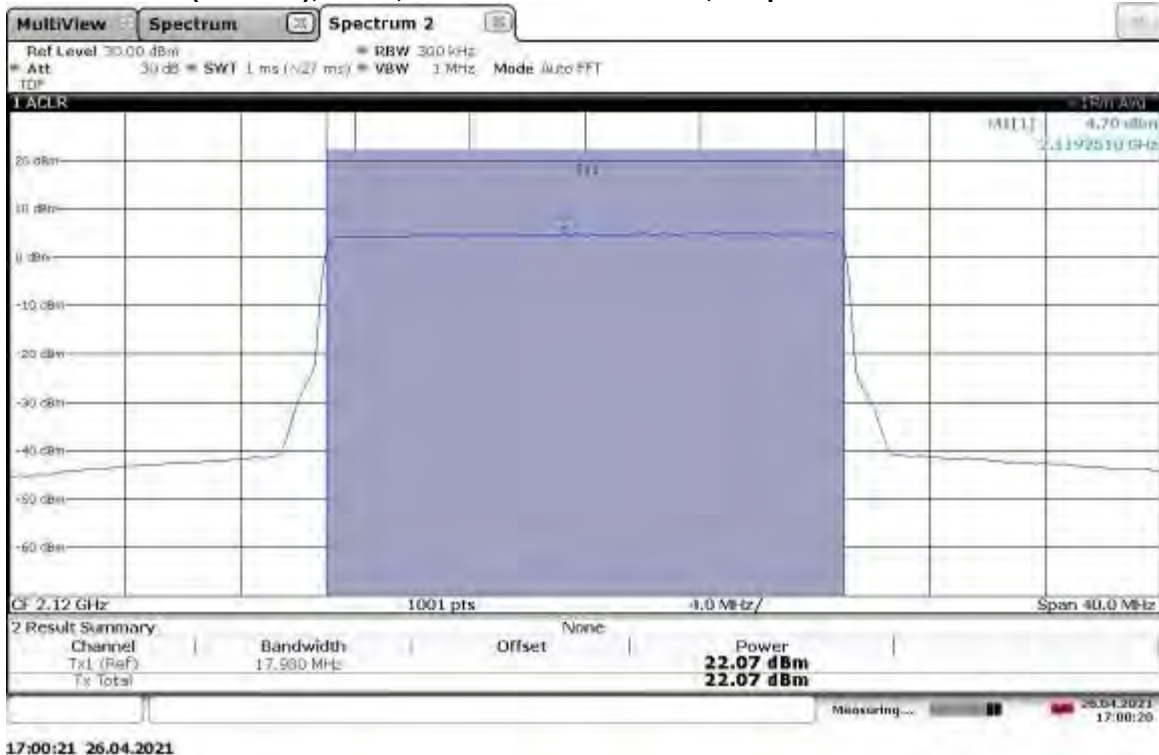 MultiView Spectrum Spectrum 2
Ref Level 30.00 dBm RBW 300 kHz
Att 30 dB SWT 1 ms (~27 ms) VBW 1 MHz Mode Auto FFT
TDF
1 ACLR 1Rm Avg
M1[1] 4.70 dBm
GHz
Tx1
20 dBm
10 dBm
0 dBm
-10 dBm
-20 dBm
-30 dBm
-40 dBm
-50 dBm
-60 dBm
CF 2.12 GHz 1001 pts 4.0 MHz/ Span 40.0 MHz
2 Result Summary None
Channel Bandwidth Offset Power
Tx1 (Ref) 17.980 MHz 22.07 dBm
Tx Total 22.07 dBm
Measuring... 26.04.2021
17:00:20
17:00:21 26.04.2021